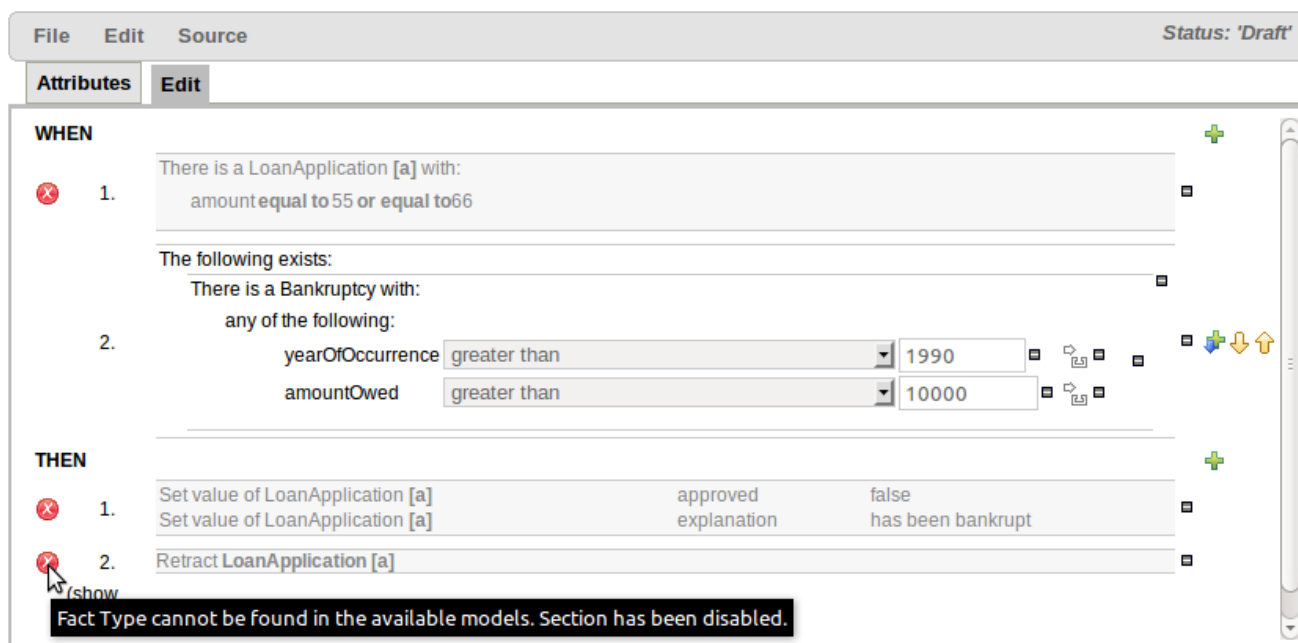 File Edit Source Status: 'Draft'
Attributes Edit
WHEN
There is a LoanApplication [a] with:
1.
amount equal to 55 or equal to66
The following exists:
There is a Bankruptcy with:
any of the following:
2.
yearOfOccurrence greater than 1990
amountOwed greater than 10000
THEN
Set value of LoanApplication [a] approved false
1.
Set value of LoanApplication [a] explanation has been bankrupt
2. Retract LoanApplication [a]
(show
Fact Type cannot be found in the available models. Section has been disabled.